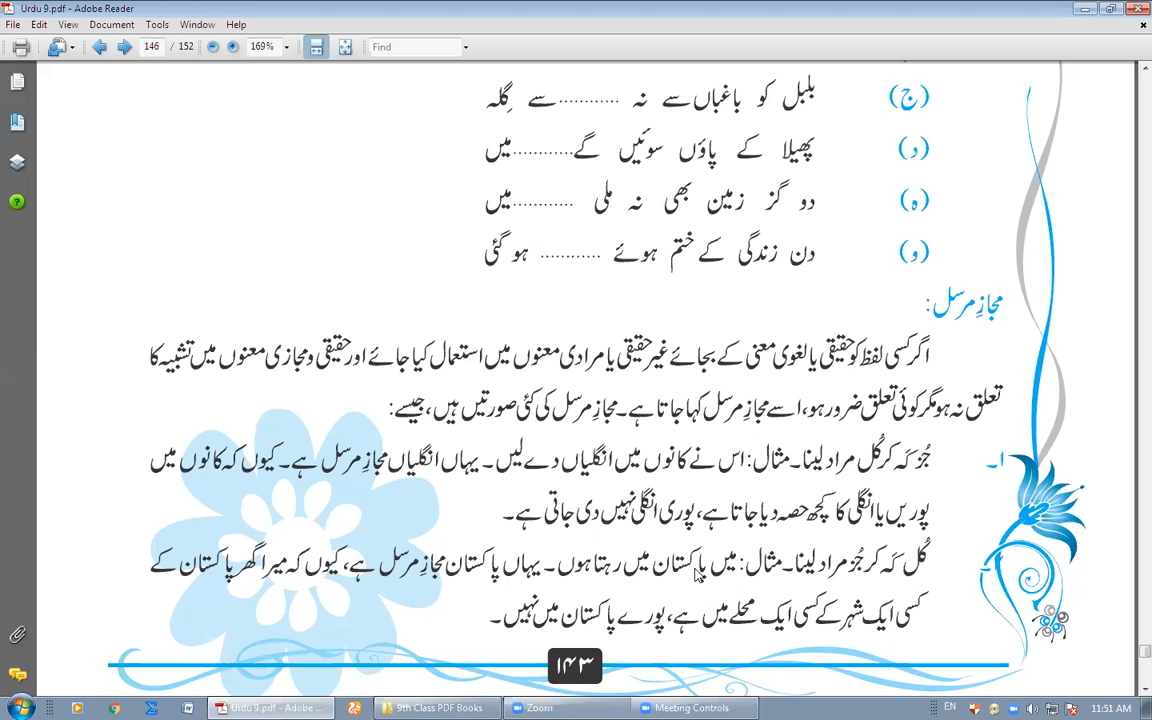 Urdu 9.pdf - Adobe Reader
File Edit View Document Tools Window Help
146 / 152 169% Find
(ج) بلبل کو باغباں سے نہ ............ سے گِلہ
(د) پھیلا کے پاؤں سوئیں گے............میں
(ہ) دو گز زمین بھی نہ ملی ............میں
(و) دن زندگی کے ختم ہوئے ............ ہو گئی
مجازِ مرسل:
اگر کسی لفظ کو حقیقی یا لغوی معنی کے بجائے غیر حقیقی یا مرادی معنوں میں استعمال کیا جائے اور حقیقی و مجازی معنوں میں تشبیہ کا
تعلق نہ ہو مگر کوئی تعلق ضرور ہو، اسے مجازِ مرسل کہا جاتا ہے۔ مجازِ مرسل کی کئی صورتیں ہیں، جیسے:
۱۔ جُز کَہ کر کُل مراد لینا۔ مثال: اس نے کانوں میں انگلیاں دے لیں۔ یہاں انگلیاں مجازِ مرسل ہے۔ کیوں کہ کانوں میں
پوریں یا انگلی کا کچھ حصہ دیا جاتا ہے، پوری انگلی نہیں دی جاتی ہے۔
کُل کَہ کر جُز مراد لینا۔ مثال: میں پاکستان میں رہتا ہوں۔ یہاں پاکستان مجازِ مرسل ہے، کیوں کہ میرا گھر پاکستان کے
کسی ایک شہر کے کسی ایک محلے میں ہے، پورے پاکستان میں نہیں۔
۱۴۳
Urdu 9.pdf - Adobe ... 9th Class PDF Books Zoom Meeting Controls EN 11:51 AM